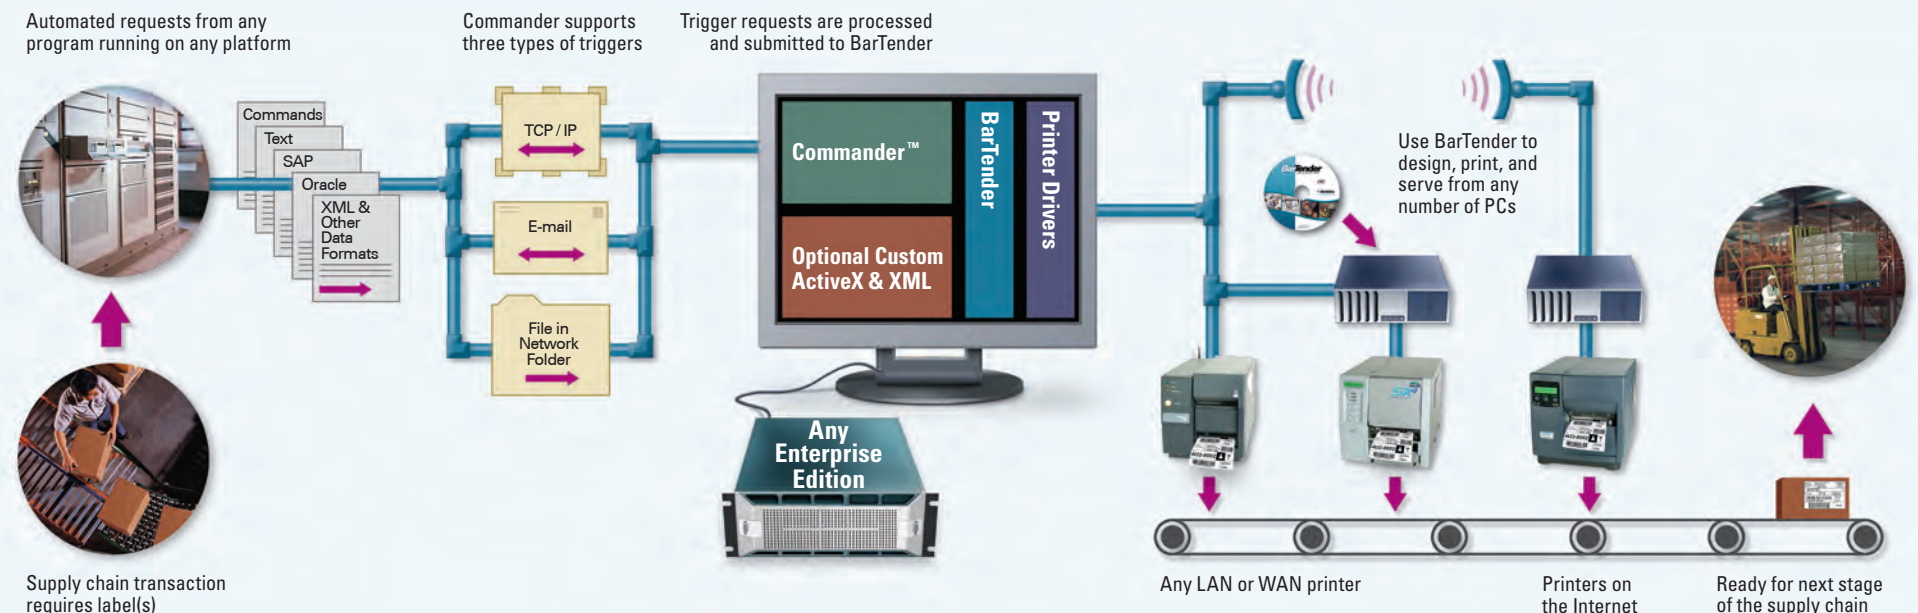 Automated requests from any
program running on any platform
Commander supports
three types of triggers
Trigger requests are processed
and submitted to BarTender
Commands
Text
SAP
Oracle
XML &
Other
Data
Formats
TCP / IP
E-mail
File in
Network
Folder
Commander™
Optional Custom
ActiveX & XML
BarTender
Printer Drivers
Any
Enterprise
Edition
BarTender
Use BarTender to
design, print, and
serve from any
number of PCs
Supply chain transaction
requires label(s)
Any LAN or WAN printer
Printers on
the Internet
Ready for next stage
of the supply chain